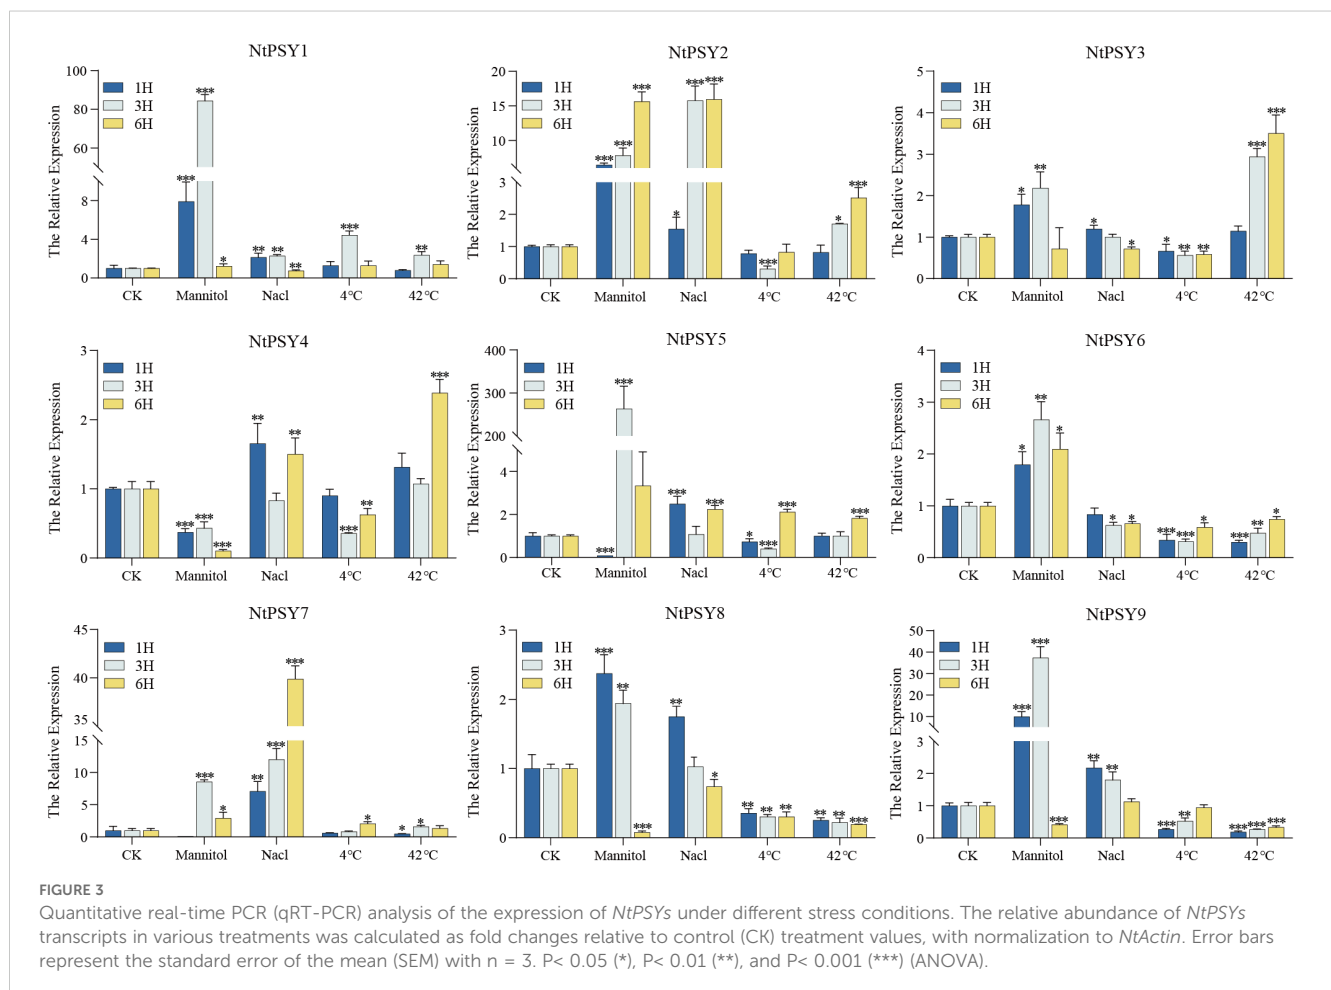 NtPSY1
The Relative Expression
100
80
60
8
4
0
1H
3H
6H
***
***
*
**
**
**
***
**
CK
Mannitol
Nacl
4°C
42°C
NtPSY2
The Relative Expression
20
15
10
3
2
1
0
1H
3H
6H
***
***
***
*
***
***
***
*
***
CK
Mannitol
Nacl
4°C
42°C
NtPSY3
The Relative Expression
5
4
3
2
1
0
1H
3H
6H
*
**
*
*
*
**
**
***
***
CK
Mannitol
Nacl
4°C
42°C
NtPSY4
The Relative Expression
3
2
1
0
1H
3H
6H
***
***
***
**
**
***
**
***
CK
Mannitol
Nacl
4°C
42°C
NtPSY5
The Relative Expression
400
300
200
4
2
0
1H
3H
6H
***
***
***
***
*
***
***
***
CK
Mannitol
Nacl
4°C
42°C
NtPSY6
The Relative Expression
4
3
2
1
0
1H
3H
6H
*
**
*
*
*
***
***
*
***
**
*
CK
Mannitol
Nacl
4°C
42°C
NtPSY7
The Relative Expression
45
40
35
15
10
5
0
1H
3H
6H
***
*
**
***
***
*
*
*
CK
Mannitol
Nacl
4°C
42°C
NtPSY8
The Relative Expression
3
2
1
0
1H
3H
6H
***
**
***
**
*
**
**
**
**
**
***
CK
Mannitol
Nacl
4°C
42°C
NtPSY9
The Relative Expression
50
40
30
20
10
3
2
1
0
1H
3H
6H
***
***
***
**
**
***
**
***
***
***
CK
Mannitol
Nacl
4°C
42°C
FIGURE 3
Quantitative real-time PCR (qRT-PCR) analysis of the expression of NtPSYs under different stress conditions. The relative abundance of NtPSYs
transcripts in various treatments was calculated as fold changes relative to control (CK) treatment values, with normalization to NtActin. Error bars
represent the standard error of the mean (SEM) with n = 3. P< 0.05 (*), P< 0.01 (**), and P< 0.001 (***) (ANOVA).